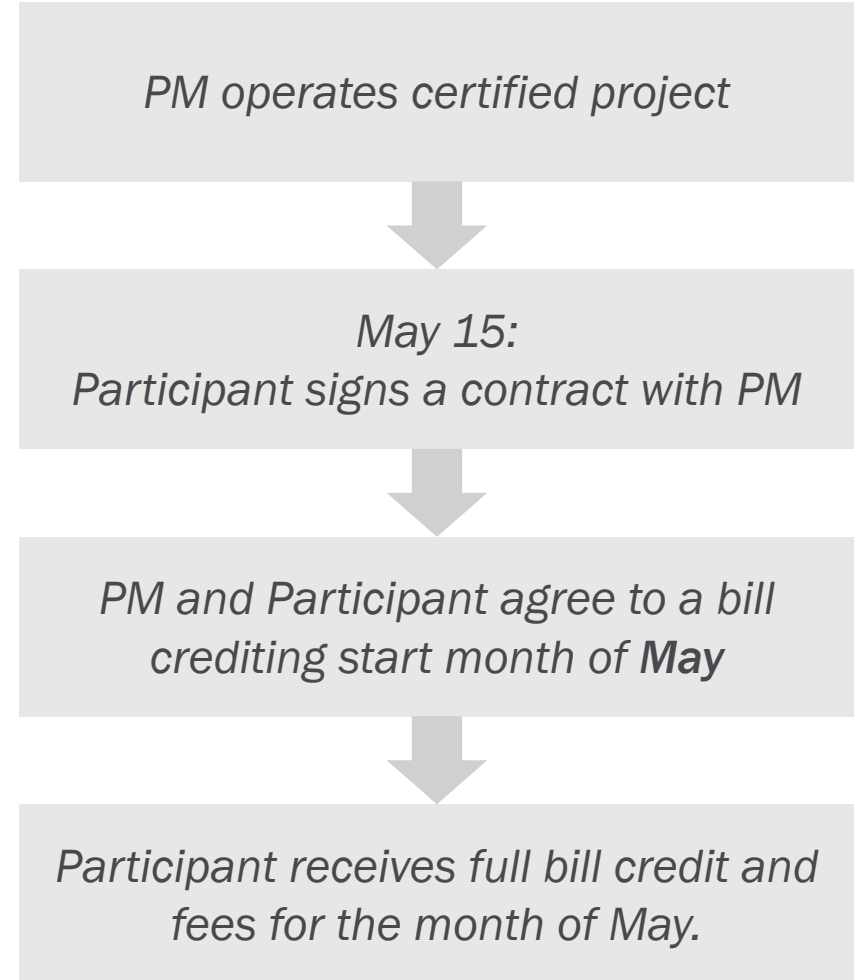 PM operates certified project
May 15:
Participant signs a contract with PM
PM and Participant agree to a bill
crediting start month of May
Participant receives full bill credit and
fees for the month of May.